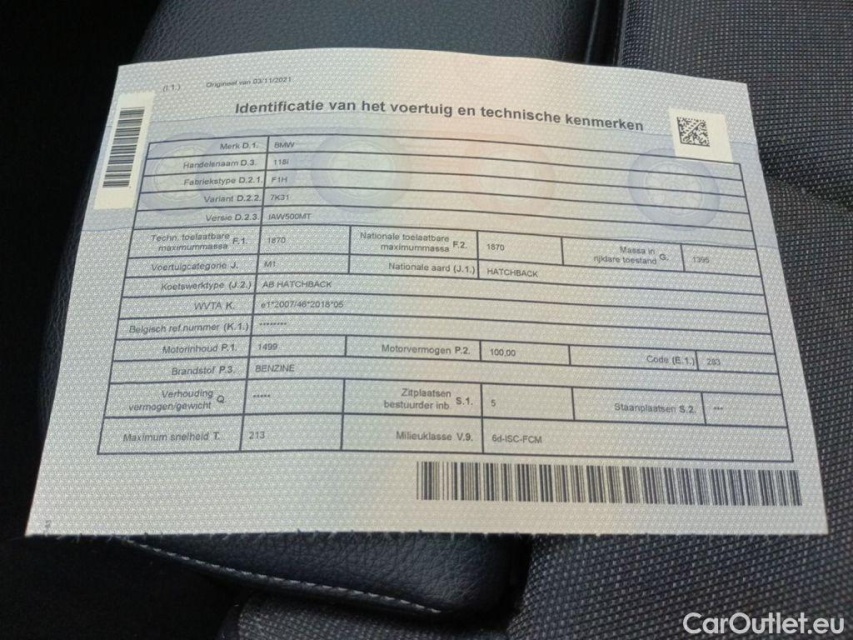 (I.1.) Origineel van 03/11/2021
Identificatie van het voertuig en technische kenmerken
Merk D.1. BMW
Handelsnaam D.3. 118i
Fabriekstype D.2.1. F1H
Variant D.2.2. 7K31
Versie D.2.3. IAW500MT
Techn. toelaatbare maximummassa F.1. 1870 Nationale toelaatbare maximummassa F.2. 1870 Massa in rijklare toestand G. 1395
Voertuigcategorie J. M1 Nationale aard (J.1.) HATCHBACK
Koetswerktype (J.2.) AB HATCHBACK
WVTA K. e1*2007/46*2018*05
Belgisch ref.nummer (K.1.) ********
Motorinhoud P.1. 1499 Motorvermogen P.2. 100,00 Code (E.1.) 283
Brandstof P.3. BENZINE
Verhouding vermogen/gewicht Q. ***** Zitplaatsen bestuurder inb. S.1. 5 Staanplaatsen S.2. ***
Maximum snelheid T. 213 Milieuklasse V.9. 6d-ISC-FCM
CarOutlet.eu